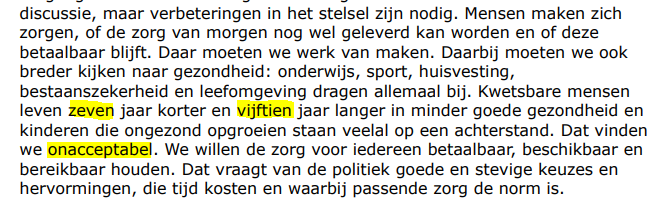 discussie, maar verbeteringen in het stelsel zijn nodig. Mensen maken zich
zorgen, of de zorg van morgen nog wel geleverd kan worden en of deze
betaalbaar blijft. Daar moeten we werk van maken. Daarbij moeten we ook
breder kijken naar gezondheid: onderwijs, sport, huisvesting,
bestaanszekerheid en leefomgeving dragen allemaal bij. Kwetsbare mensen
leven zeven jaar korter en vijftien jaar langer in minder goede gezondheid en
kinderen die ongezond opgroeien staan veelal op een achterstand. Dat vinden
we onacceptabel. We willen de zorg voor iedereen betaalbaar, beschikbaar en
bereikbaar houden. Dat vraagt van de politiek goede en stevige keuzes en
hervormingen, die tijd kosten en waarbij passende zorg de norm is.